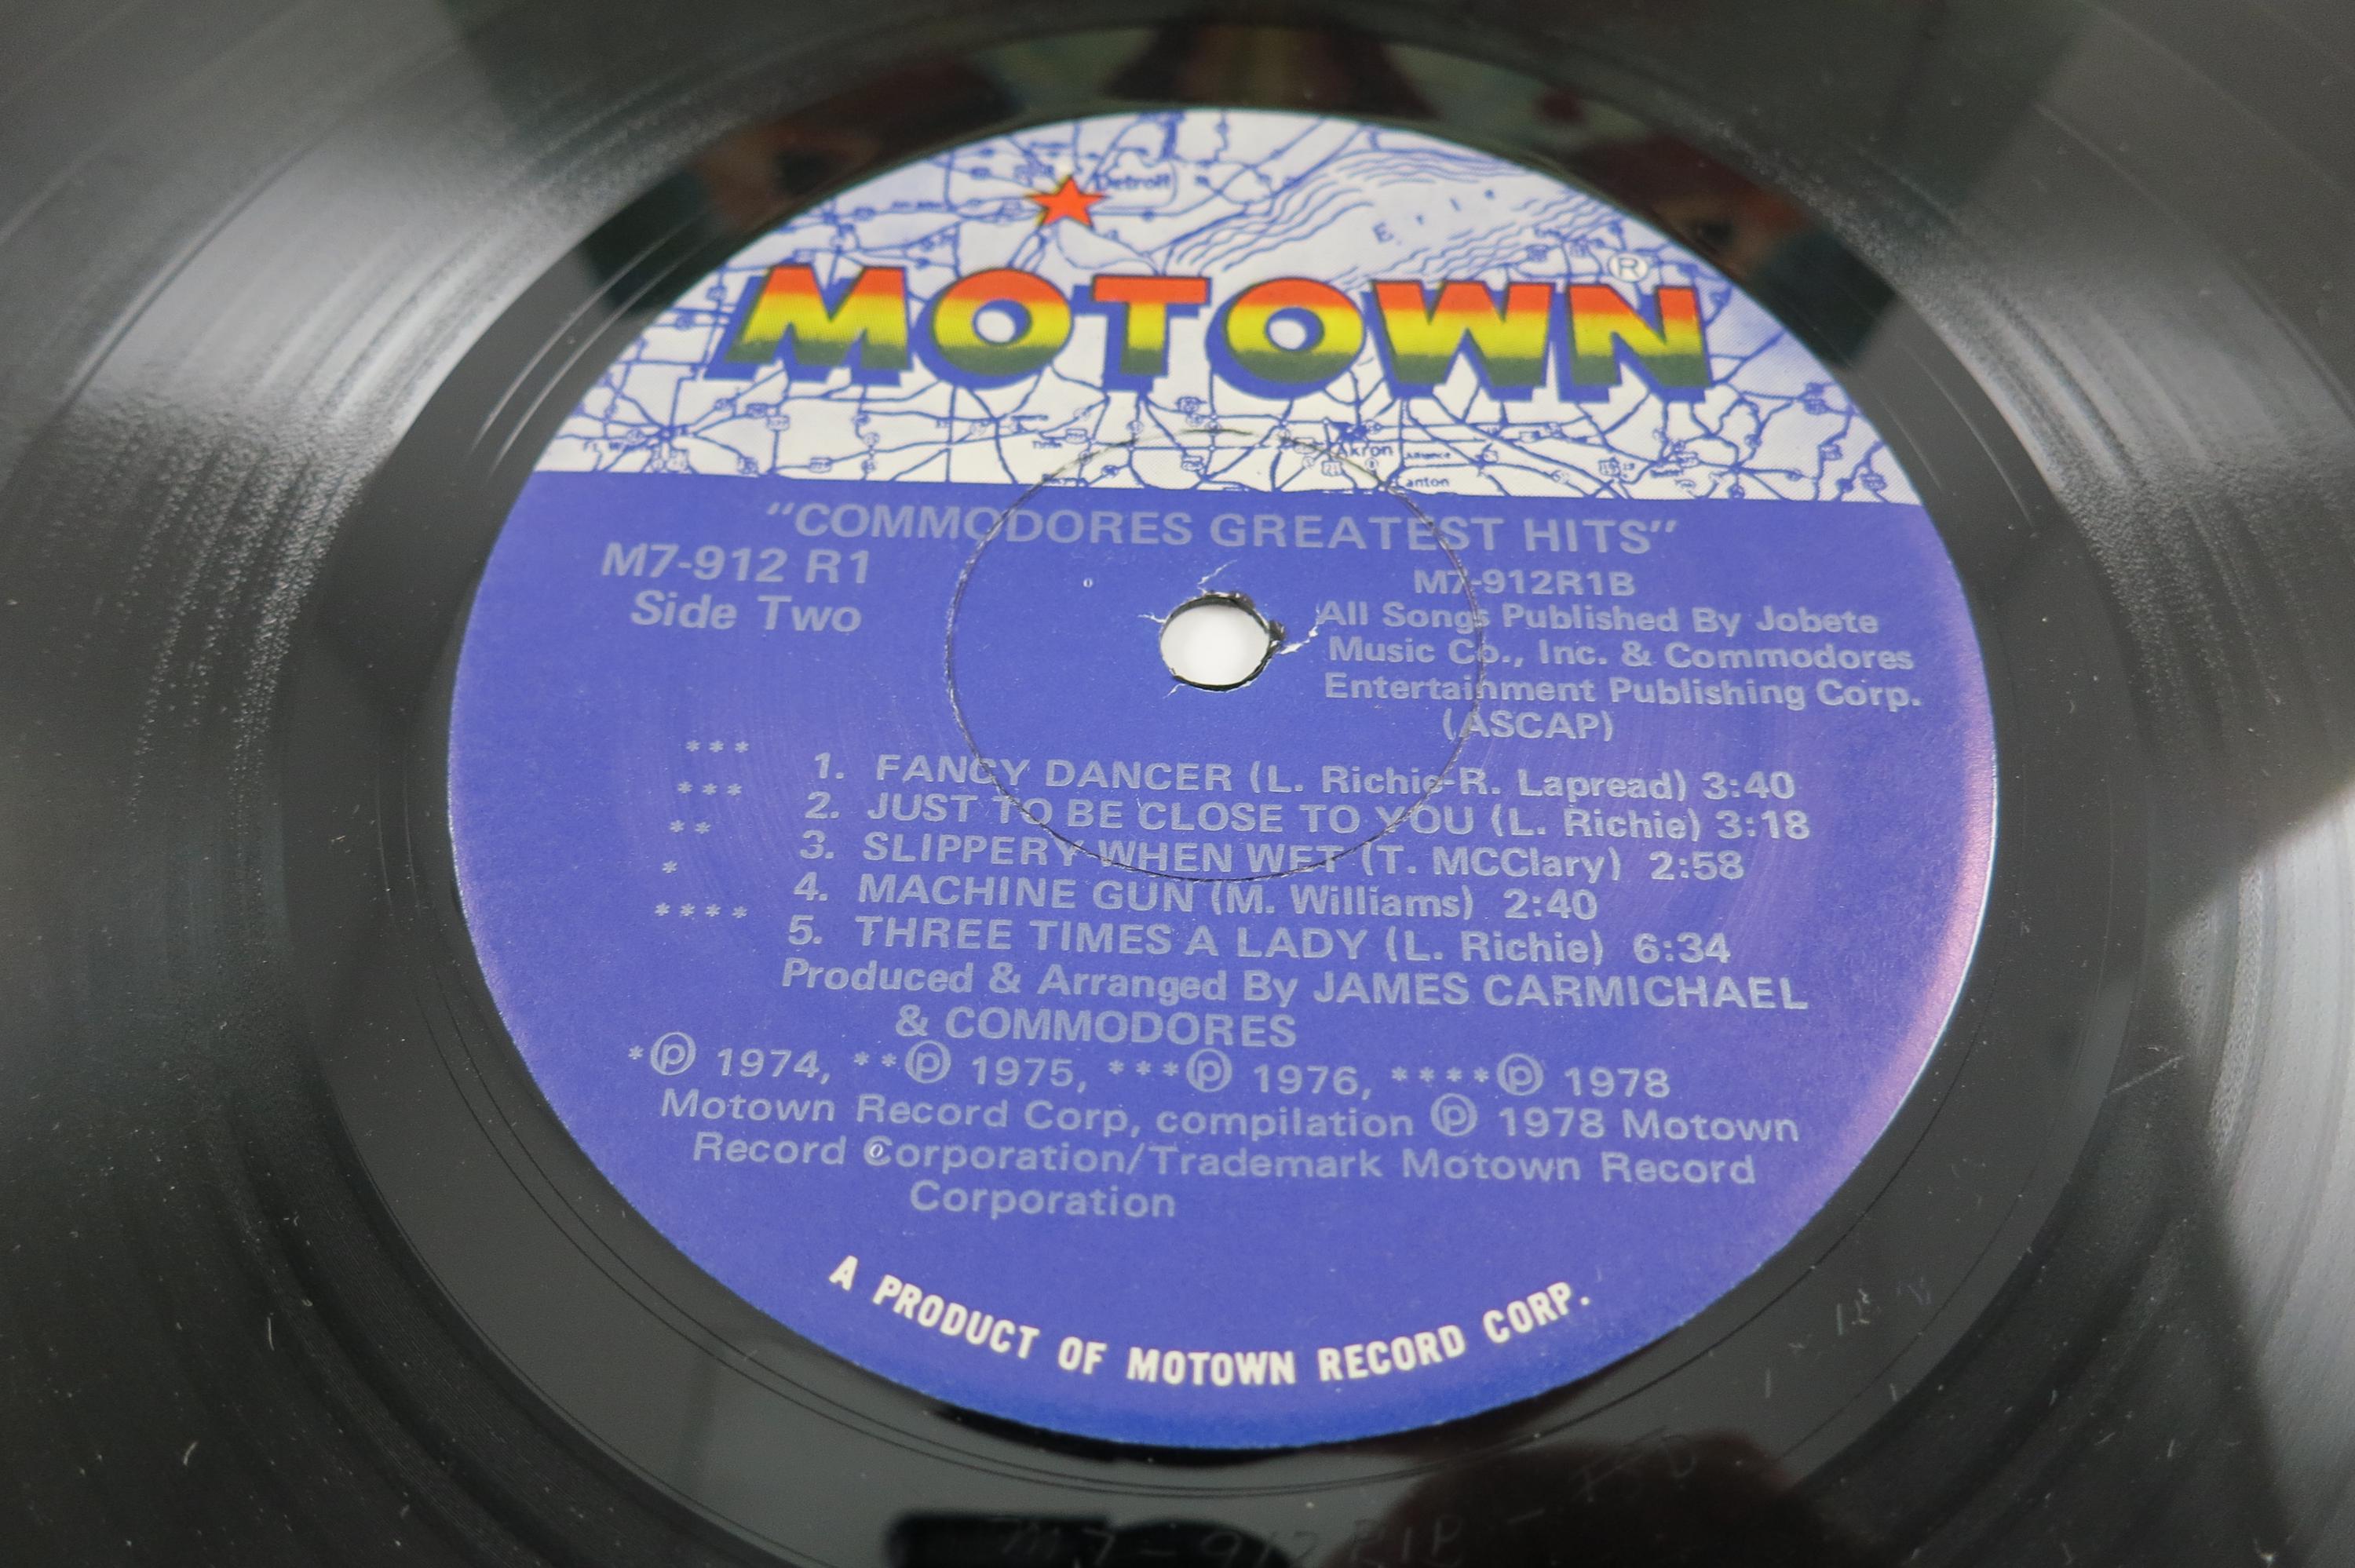 Detroit
Erie
MOTOWN®
Akron
Alliance
anton
"COMMODORES GREATEST HITS"
M7-912 R1
Side Two
M7-912R1B
All Songs Published By Jobete
Music Co., Inc. & Commodores
Entertainment Publishing Corp.
(ASCAP)
*** 1. FANCY DANCER (L. Richie-R. Lapread) 3:40
*** 2. JUST TO BE CLOSE TO YOU (L. Richie) 3:18
** 3. SLIPPERY WHEN WET (T. MCClary) 2:58
* 4. MACHINE GUN (M. Williams) 2:40
**** 5. THREE TIMES A LADY (L. Richie) 6:34
Produced & Arranged By JAMES CARMICHAEL
& COMMODORES
*℗ 1974, **℗ 1975, ***℗ 1976, ****℗ 1978
Motown Record Corp, compilation ℗ 1978 Motown
Record Corporation/Trademark Motown Record
Corporation
A PRODUCT OF MOTOWN RECORD CORP.